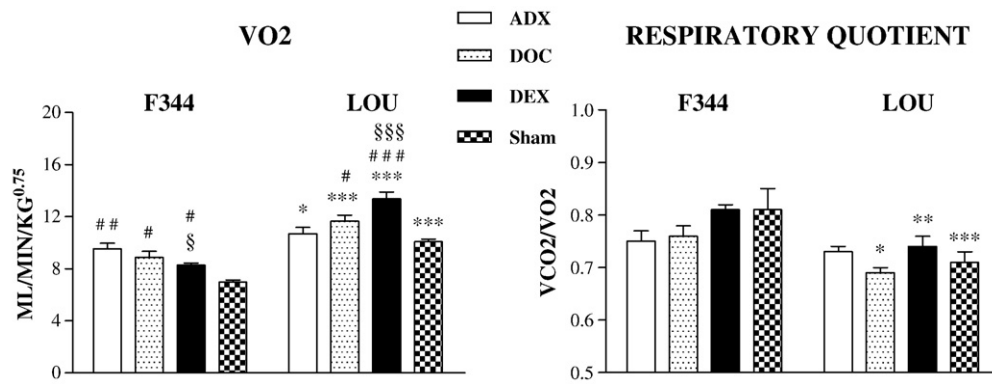 VO2
ADX
DOC
DEX
Sham
RESPIRATORY QUOTIENT
F344
LOU
ML/MIN/KG^0.75
20
16
12
8
4
0
# #
#
#
§
*
#
***
§§§
# # #
***
***
F344
LOU
VCO2/VO2
1.0
0.9
0.8
0.7
0.6
0.5
*
**
***